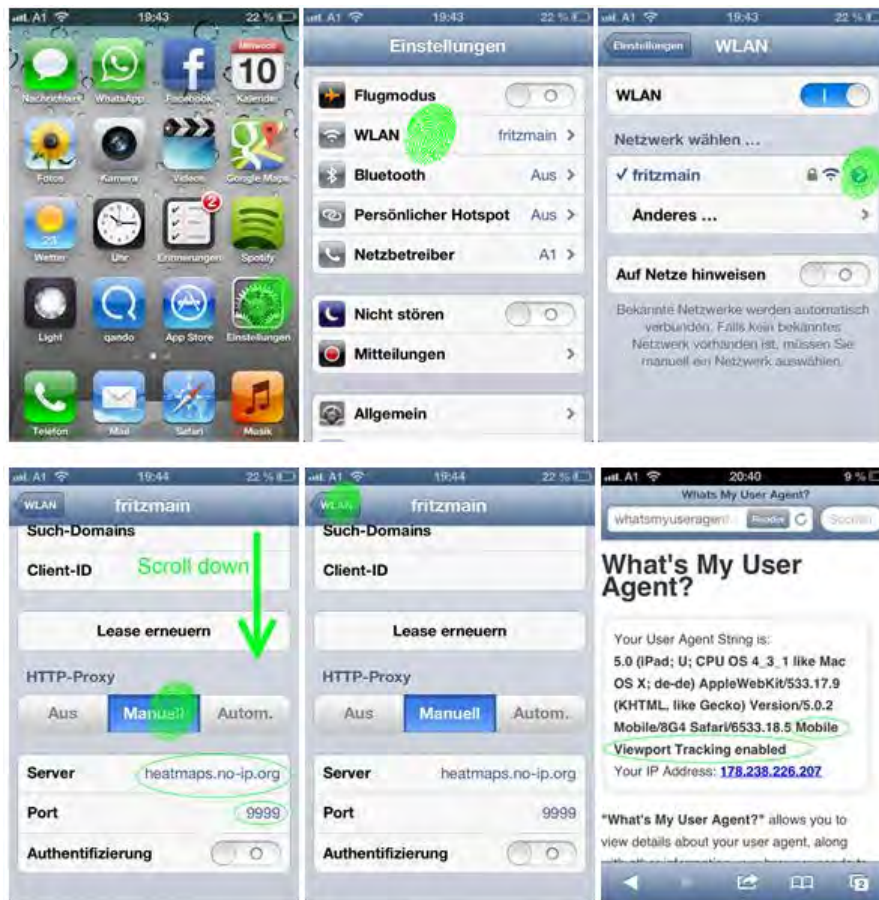 A1 19:43 22 %
Mittwoch
10
Nachrichten WhatsApp Facebook Kalender
Fotos Kamera Videos Google Maps
23 2
Wetter Uhr Erinnerungen Spotify
Light qando App Store Einstellungen
Telefon Mail Safari Musik
A1 19:43 22 %
Einstellungen
Flugmodus
WLAN fritzmain
Bluetooth Aus
Persönlicher Hotspot Aus
Netzbetreiber A1
Nicht stören
Mitteilungen
Allgemein
A1 19:43 22 %
Einstellungen WLAN
WLAN
Netzwerk wählen ...
fritzmain
Anderes ...
Auf Netze hinweisen
Bekannte Netzwerke werden automatisch
verbunden. Falls kein bekanntes
Netzwerk vorhanden ist, müssen Sie
manuell ein Netzwerk auswählen.
A1 19:44 22 %
WLAN fritzmain
Such-Domains
Client-ID Scroll down
Lease erneuern
HTTP-Proxy
Aus Manuell Autom.
Server heatmaps.no-ip.org
Port 9999
Authentifizierung
A1 19:44 22 %
WLAN fritzmain
Such-Domains
Client-ID
Lease erneuern
HTTP-Proxy
Aus Manuell Autom.
Server heatmaps.no-ip.org
Port 9999
Authentifizierung
A1 20:40 9 %
Whats My User Agent?
whatsmyuseragent. Reader Suchen
What's My User
Agent?
Your User Agent String is:
5.0 (iPad; U; CPU OS 4_3_1 like Mac
OS X; de-de) AppleWebKit/533.17.9
(KHTML, like Gecko) Version/5.0.2
Mobile/8G4 Safari/6533.18.5 Mobile
Viewport Tracking enabled
Your IP Address: 178.238.226.207
"What's My User Agent?" allows you to
view details about your user agent, along
2